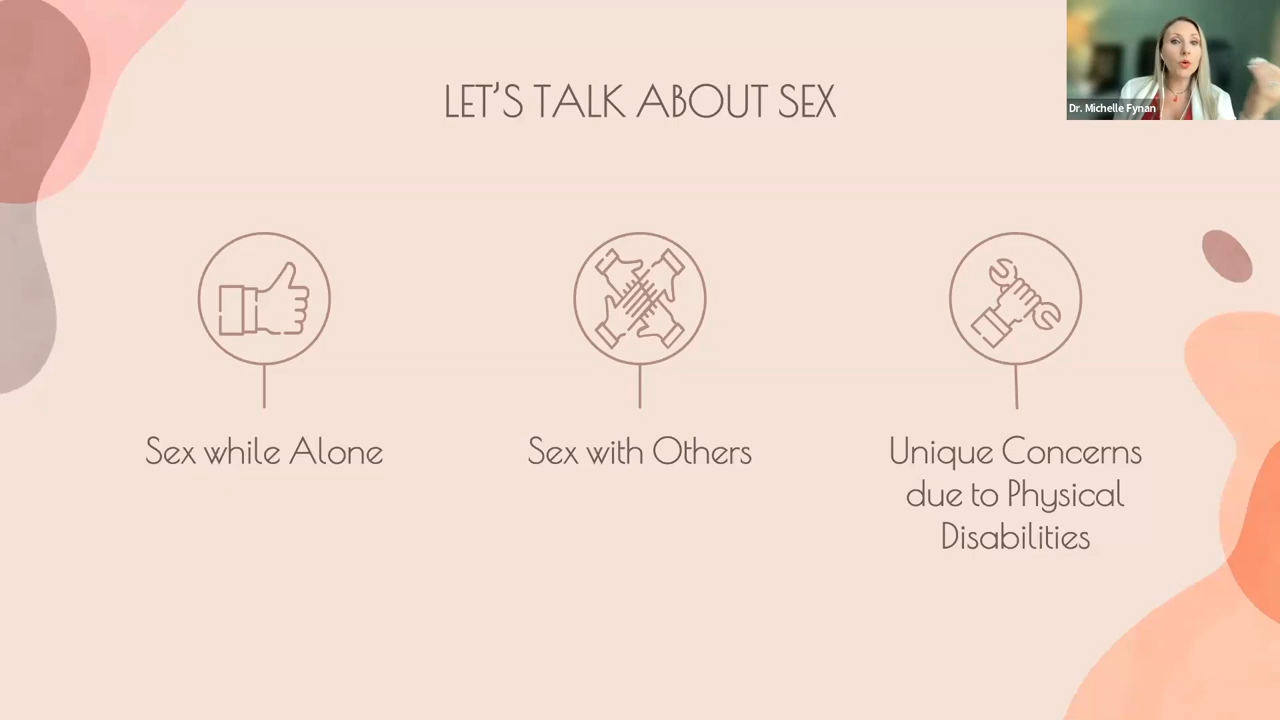 LET'S TALK ABOUT SEX
Dr. Michelle Fynan
Sex while Alone
Sex with Others
Unique Concerns
due to Physical
Disabilities